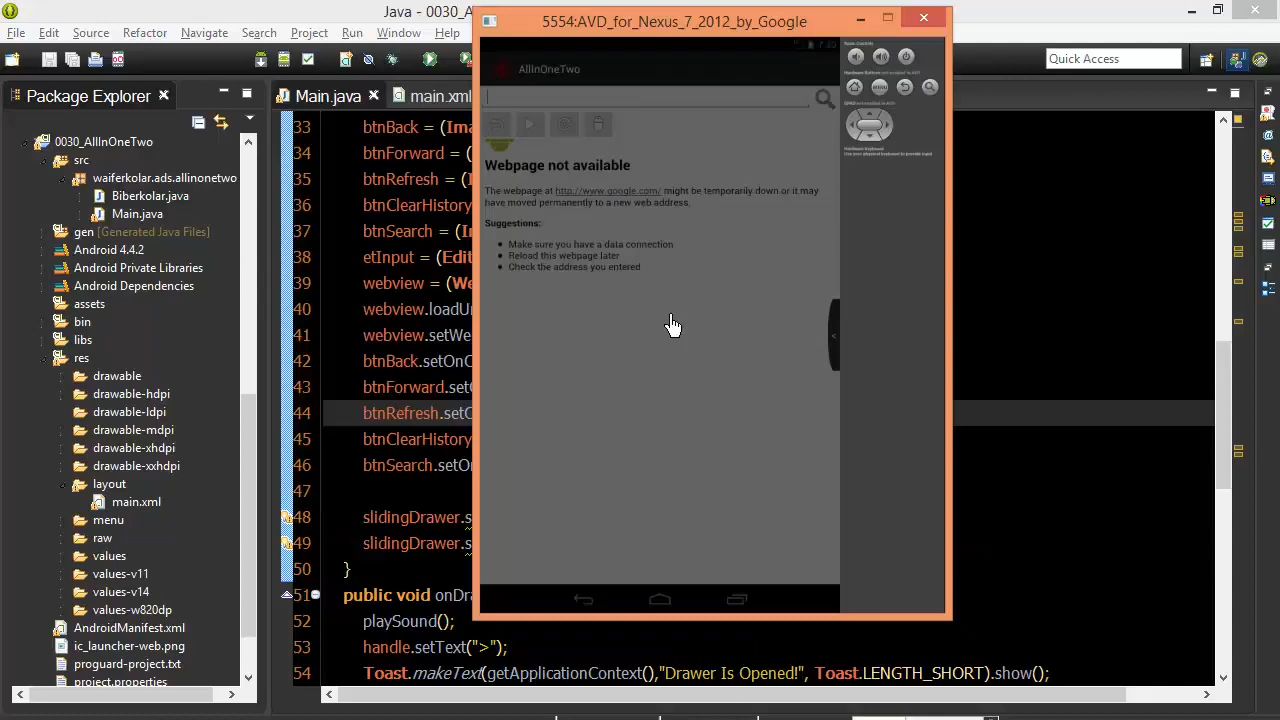 Java - 0030_A
5554:AVD_for_Nexus_7_2012_by_Google
File Edit Source Refactor Navigate Search Project Run Window Help
Quick Access
Package Explorer
Main.java
main.xml
0030_AllInOneTwo
src
waiferkolar.ads.allinonetwo
Biberkolar.java
Main.java
gen [Generated Java Files]
Android 4.4.2
Android Private Libraries
Android Dependencies
assets
bin
libs
res
drawable
drawable-hdpi
drawable-ldpi
drawable-mdpi
drawable-xhdpi
drawable-xxhdpi
layout
main.xml
menu
raw
values
values-v11
values-v14
values-w820dp
AndroidManifest.xml
ic_launcher-web.png
proguard-project.txt
project.properties
33 btnBack = (Ima
34 btnForward = (
35 btnRefresh = (I
36 btnClearHistory
37 btnSearch = (Im
38 etInput = (Edit
39 webview = (We
40 webview.loadUr
41 webview.setWe
42 btnBack.setOnC
43 btnForward.setO
44 btnRefresh.setO
45 btnClearHistory
46 btnSearch.setOn
47
48 slidingDrawer.s
49 slidingDrawer.s
50 }
51 public void onDra
52 playSound();
53 handle.setText(">");
54 Toast.makeText(getApplicationContext(),"Drawer Is Opened!", Toast.LENGTH_SHORT).show();
AllInOneTwo
Webpage not available
The webpage at http://www.google.com/ might be temporarily down or it may
have moved permanently to a new web address.
Suggestions:
Make sure you have a data connection
Reload this webpage later
Check the address you entered
<
MENU